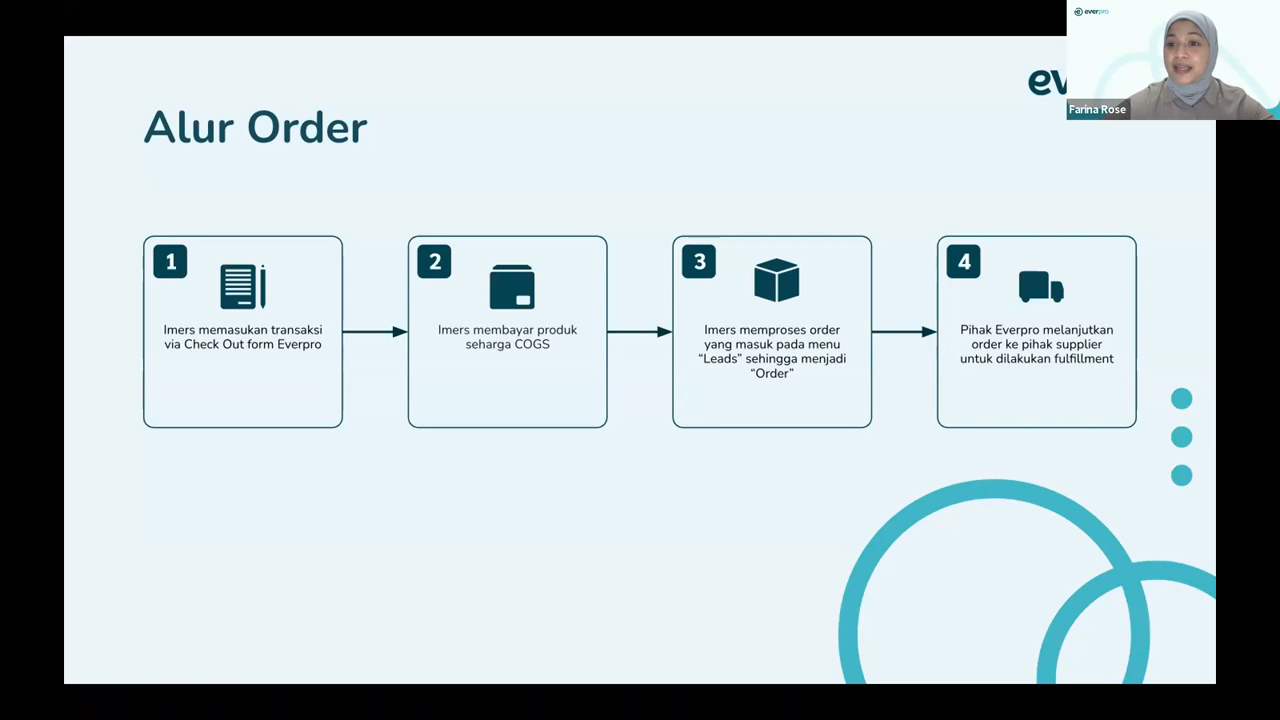 everpro
ev
Farina Rose
Alur Order
1
Imers memasukan transaksi
via Check Out form Everpro
2
Imers membayar produk
seharga COGS
3
Imers memproses order
yang masuk pada menu
“Leads” sehingga menjadi
“Order”
4
Pihak Everpro melanjutkan
order ke pihak supplier
untuk dilakukan fulfillment